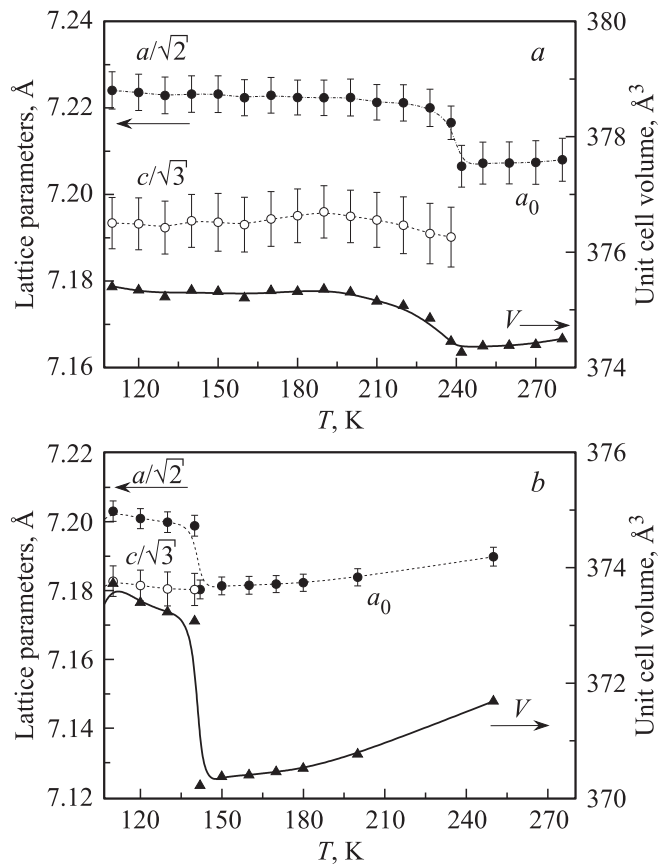 7.24
7.22
7.20
7.18
7.16
Lattice parameters, Å
a/√2
a
c/√3
a0
V
380
378
376
374
Unit cell volume, Å3
120 150 180 210 240 270
T, K
7.22
7.20
7.18
7.16
7.14
7.12
Lattice parameters, Å
a/√2
b
c/√3
a0
V
376
374
372
370
Unit cell volume, Å3
120 150 180 210 240 270
T, K